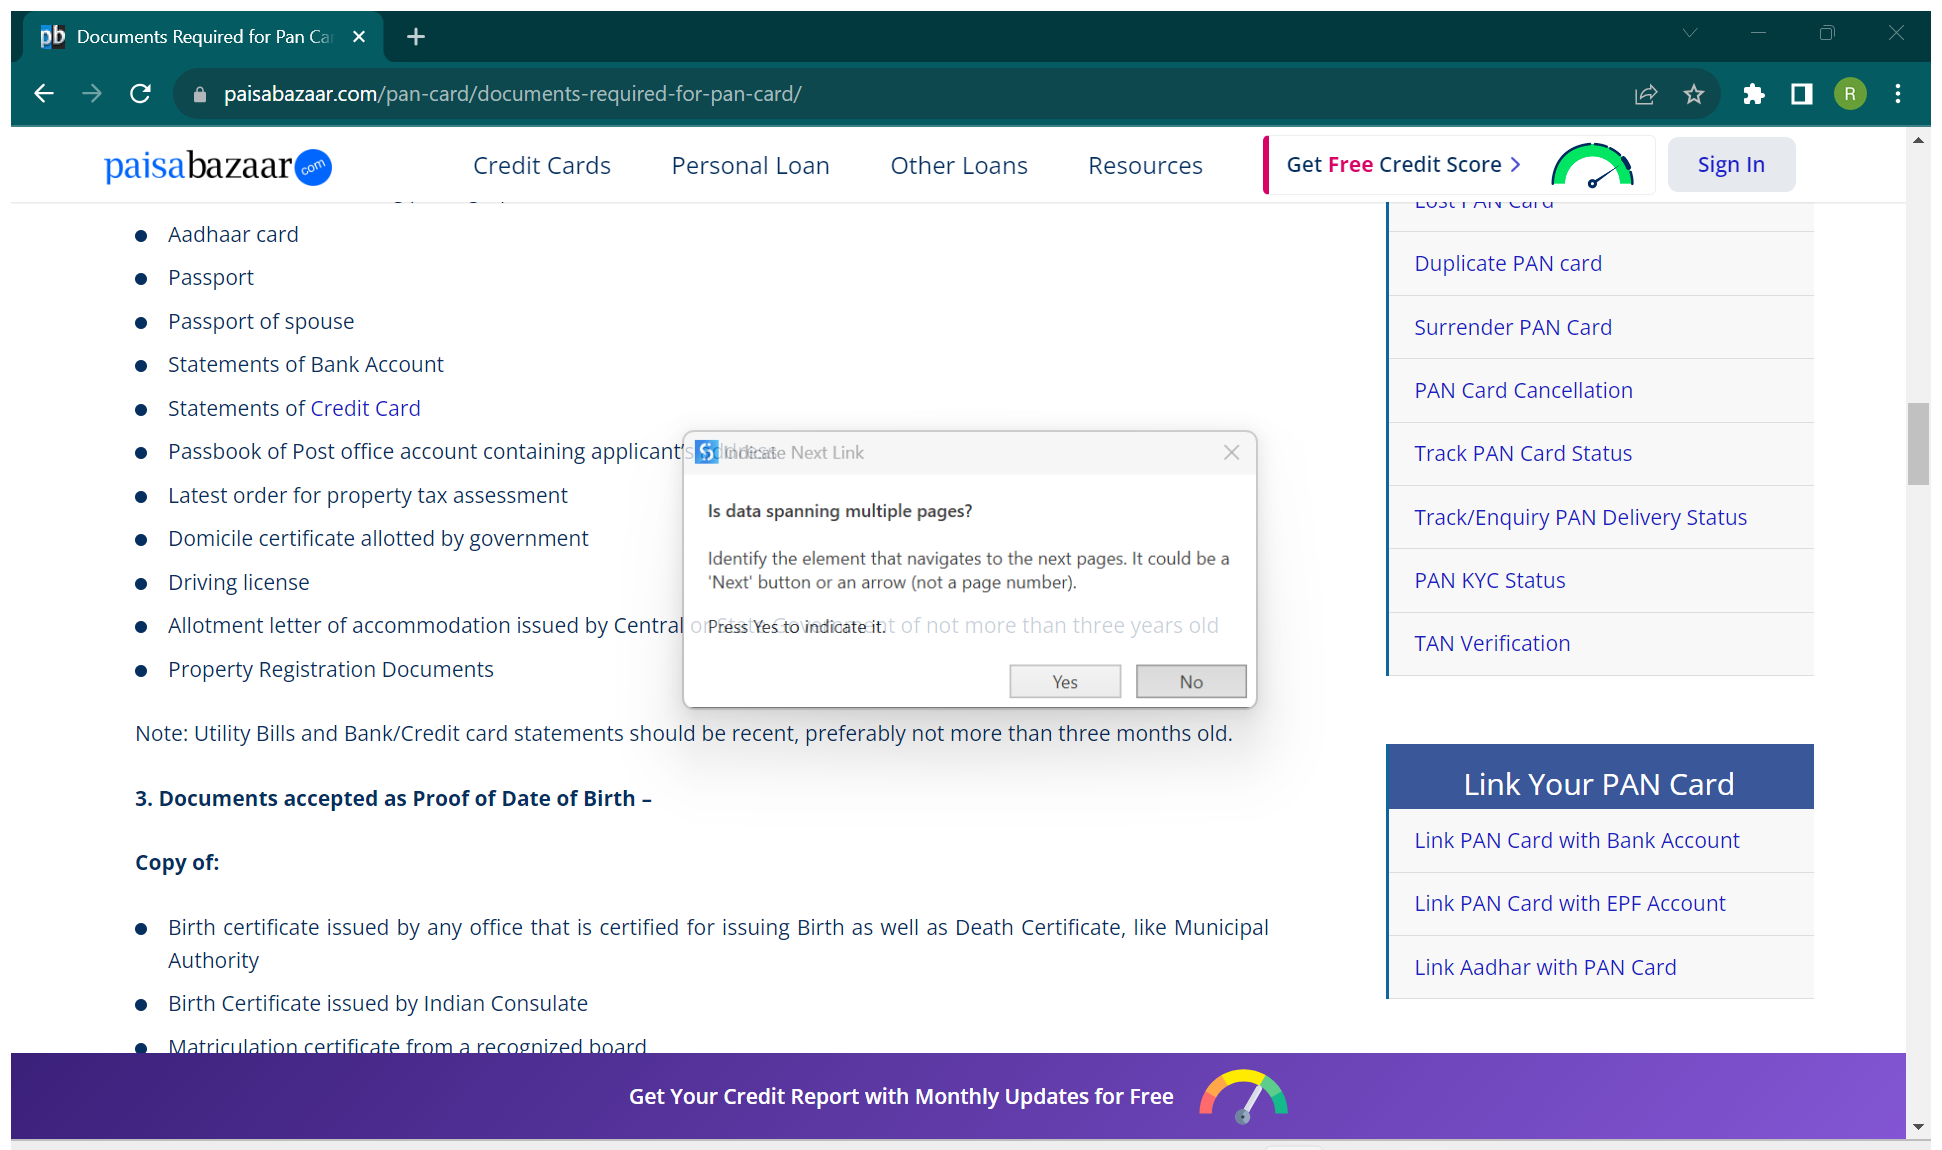 pb Documents Required for Pan Ca
paisabazaar.com/pan-card/documents-required-for-pan-card/
R
paisabazaar com
Credit Cards
Personal Loan
Other Loans
Resources
Get Free Credit Score >
Sign In
Aadhaar card
Passport
Passport of spouse
Statements of Bank Account
Statements of Credit Card
Passbook of Post office account containing applicant's address
Latest order for property tax assessment
Domicile certificate allotted by government
Driving license
Allotment letter of accommodation issued by Central or State Government of not more than three years old
Property Registration Documents
Note: Utility Bills and Bank/Credit card statements should be recent, preferably not more than three months old.
3. Documents accepted as Proof of Date of Birth –
Copy of:
Birth certificate issued by any office that is certified for issuing Birth as well as Death Certificate, like Municipal
Authority
Birth Certificate issued by Indian Consulate
Matriculation certificate from a recognized board
Indicate Next Link
Is data spanning multiple pages?
Identify the element that navigates to the next pages. It could be a
'Next' button or an arrow (not a page number).
Press Yes to indicate it.
Yes
No
Lost PAN Card
Duplicate PAN card
Surrender PAN Card
PAN Card Cancellation
Track PAN Card Status
Track/Enquiry PAN Delivery Status
PAN KYC Status
TAN Verification
Link Your PAN Card
Link PAN Card with Bank Account
Link PAN Card with EPF Account
Link Aadhar with PAN Card
Get Your Credit Report with Monthly Updates for Free